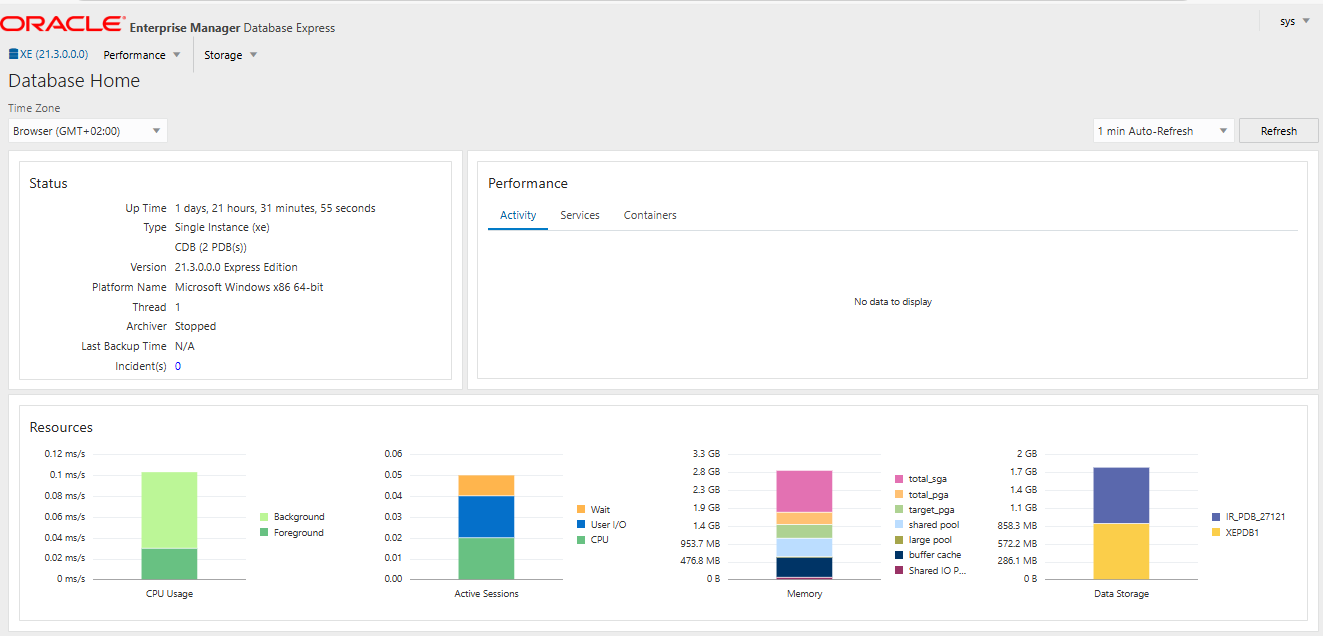 ORACLE Enterprise Manager Database Express
sys
XE (21.3.0.0.0) Performance Storage
Database Home
Time Zone
Browser (GMT+02:00)
1 min Auto-Refresh Refresh
Status
Up Time 1 days, 21 hours, 31 minutes, 55 seconds
Type Single Instance (xe)
CDB (2 PDB(s))
Version 21.3.0.0.0 Express Edition
Platform Name Microsoft Windows x86 64-bit
Thread 1
Archiver Stopped
Last Backup Time N/A
Incident(s) 0
Performance
Activity Services Containers
No data to display
Resources
0.12 ms/s
0.1 ms/s
0.08 ms/s
0.06 ms/s
0.04 ms/s
0.02 ms/s
0 ms/s
Background
Foreground
CPU Usage
0.06
0.05
0.04
0.03
0.02
0.01
0.00
Wait
User I/O
CPU
Active Sessions
3.3 GB
2.8 GB
2.3 GB
1.9 GB
1.4 GB
953.7 MB
476.8 MB
0 B
total_sga
total_pga
target_pga
shared pool
large pool
buffer cache
Shared IO P...
Memory
2 GB
1.7 GB
1.4 GB
1.1 GB
858.3 MB
572.2 MB
286.1 MB
0 B
IR_PDB_27121
XEPDB1
Data Storage